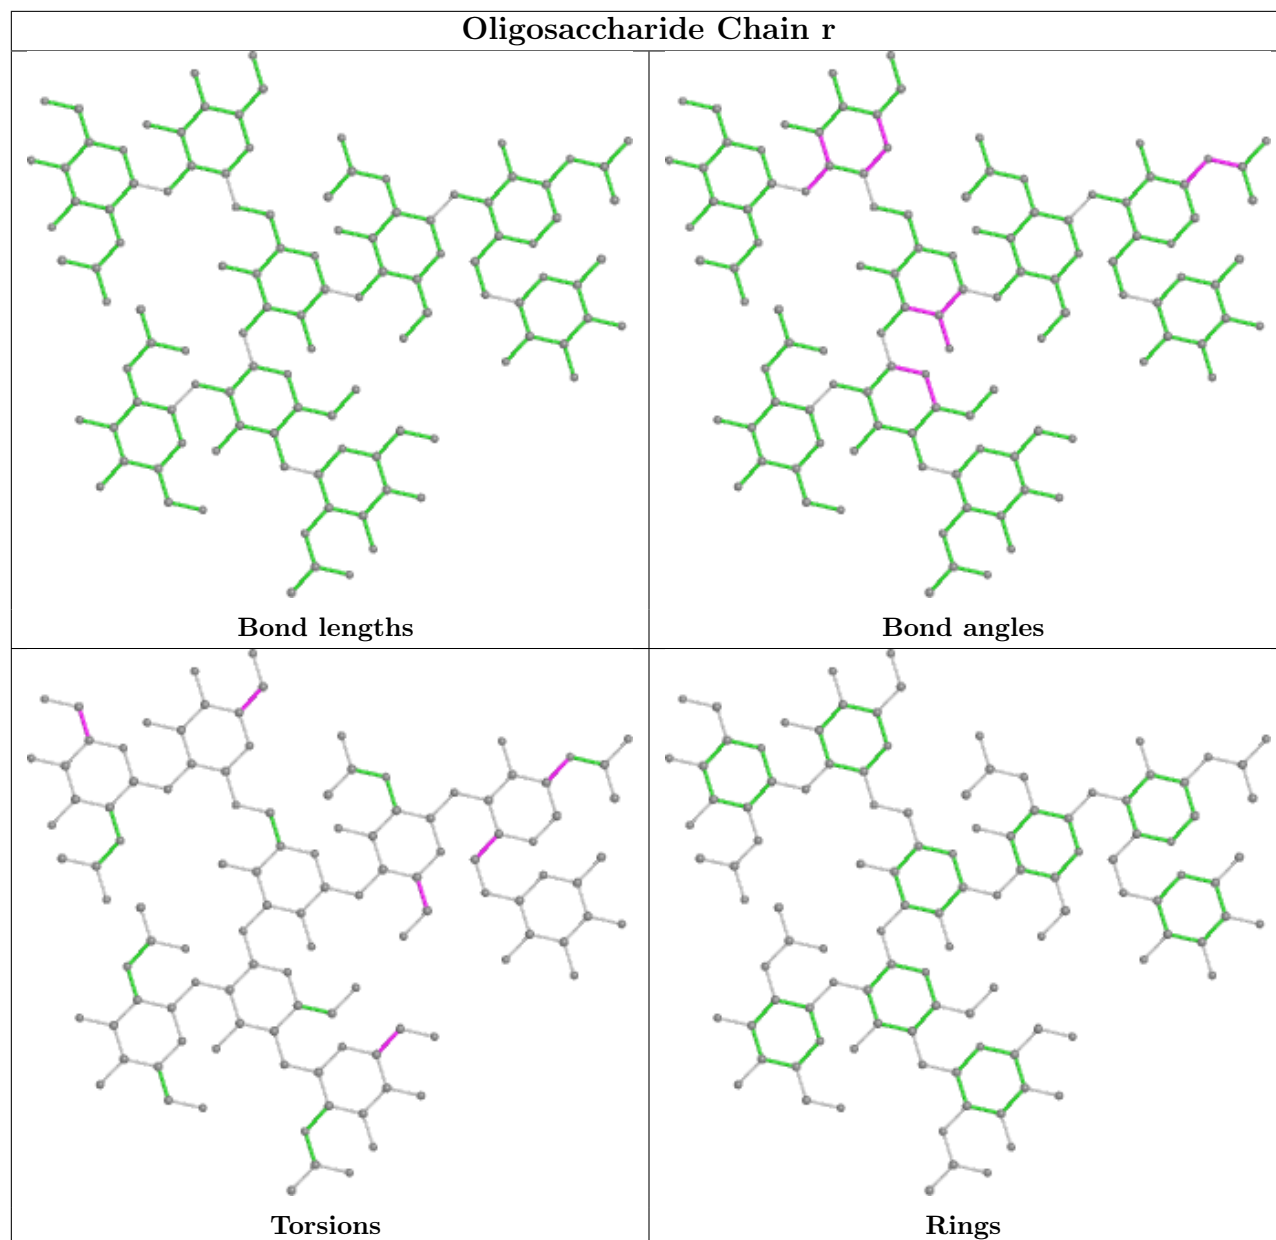 Oligosaccharide Chain r
Bond lengths
Bond angles
Torsions
Rings